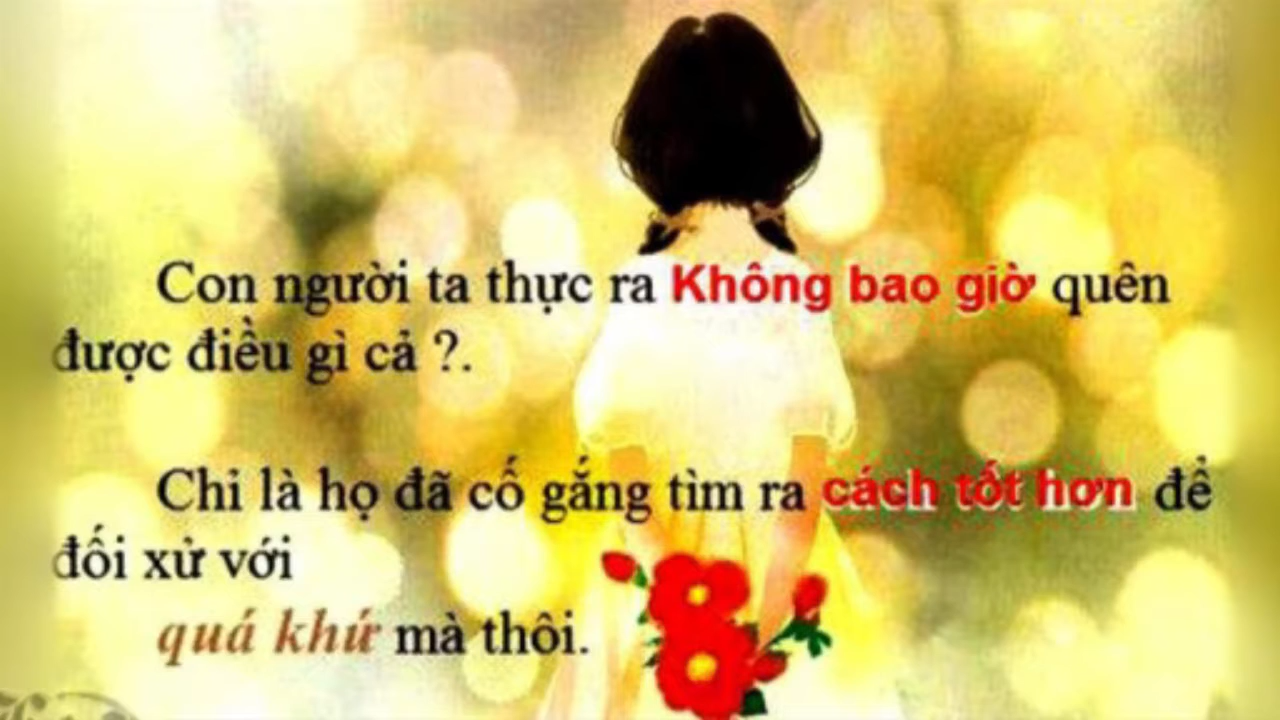 Con người ta thực ra Không bao giờ quên
được điều gì cả ?.
Chỉ là họ đã cố gắng tìm ra cách tốt hơn để
đối xử với
quá khứ mà thôi.